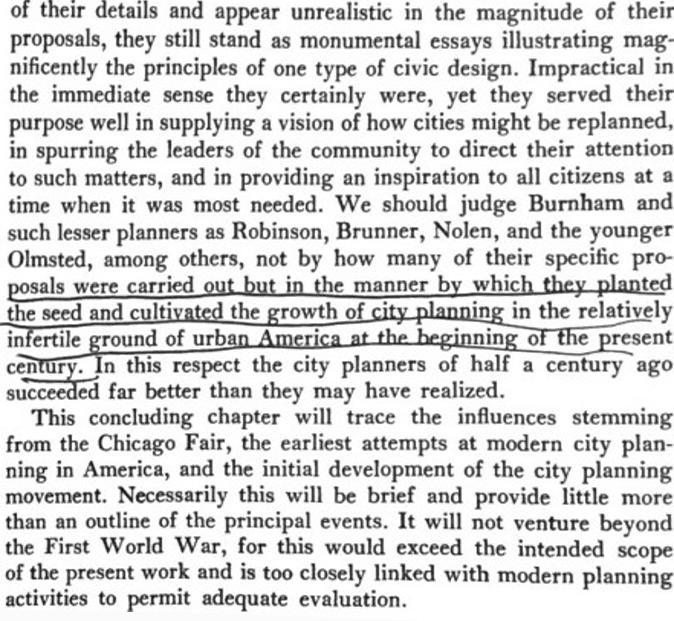 of their details and appear unrealistic in the magnitude of their
proposals, they still stand as monumental essays illustrating mag-
nificently the principles of one type of civic design. Impractical in
the immediate sense they certainly were, yet they served their
purpose well in supplying a vision of how cities might be replanned,
in spurring the leaders of the community to direct their attention
to such matters, and in providing an inspiration to all citizens at a
time when it was most needed. We should judge Burnham and
such lesser planners as Robinson, Brunner, Nolen, and the younger
Olmsted, among others, not by how many of their specific pro-
posals were carried out but in the manner by which they planted
the seed and cultivated the growth of city planning in the relatively
infertile ground of urban America at the beginning of the present
century. In this respect the city planners of half a century ago
succeeded far better than they may have realized.
This concluding chapter will trace the influences stemming
from the Chicago Fair, the earliest attempts at modern city plan-
ning in America, and the initial development of the city planning
movement. Necessarily this will be brief and provide little more
than an outline of the principal events. It will not venture beyond
the First World War, for this would exceed the intended scope
of the present work and is too closely linked with modern planning
activities to permit adequate evaluation.